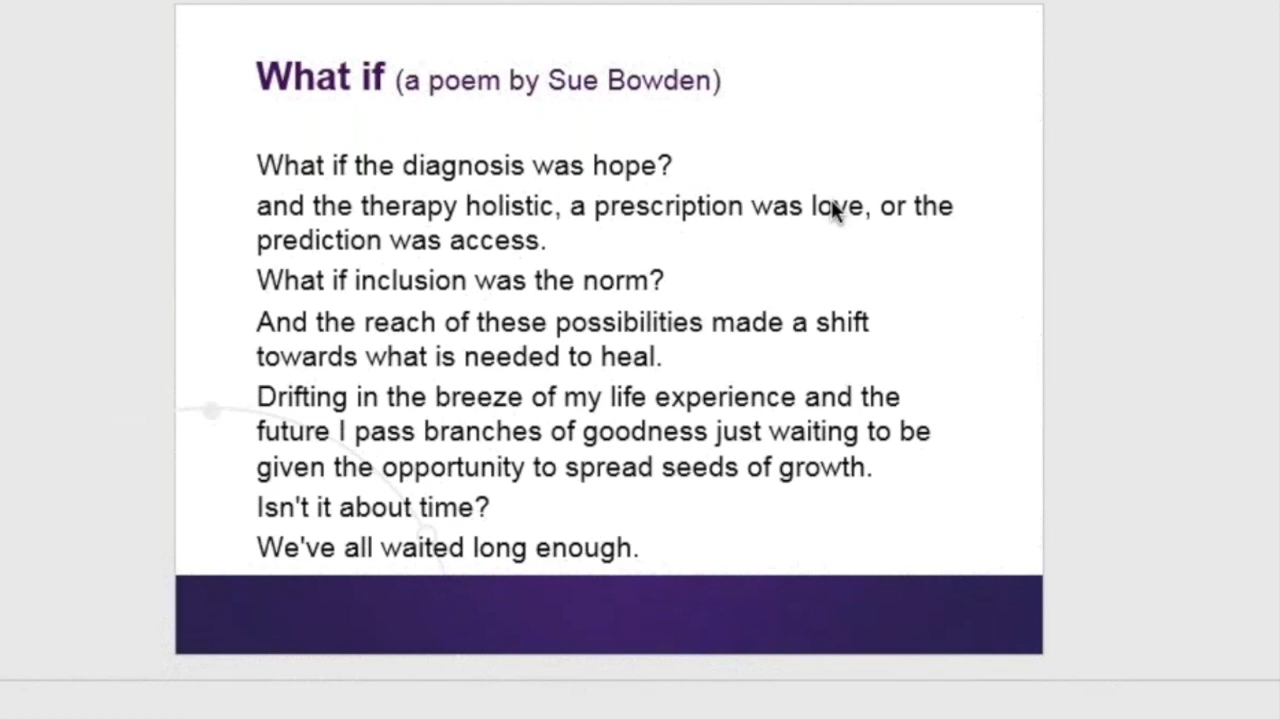 What if (a poem by Sue Bowden)
What if the diagnosis was hope?
and the therapy holistic, a prescription was love, or the
prediction was access.
What if inclusion was the norm?
And the reach of these possibilities made a shift
towards what is needed to heal.
Drifting in the breeze of my life experience and the
future I pass branches of goodness just waiting to be
given the opportunity to spread seeds of growth.
Isn't it about time?
We've all waited long enough.